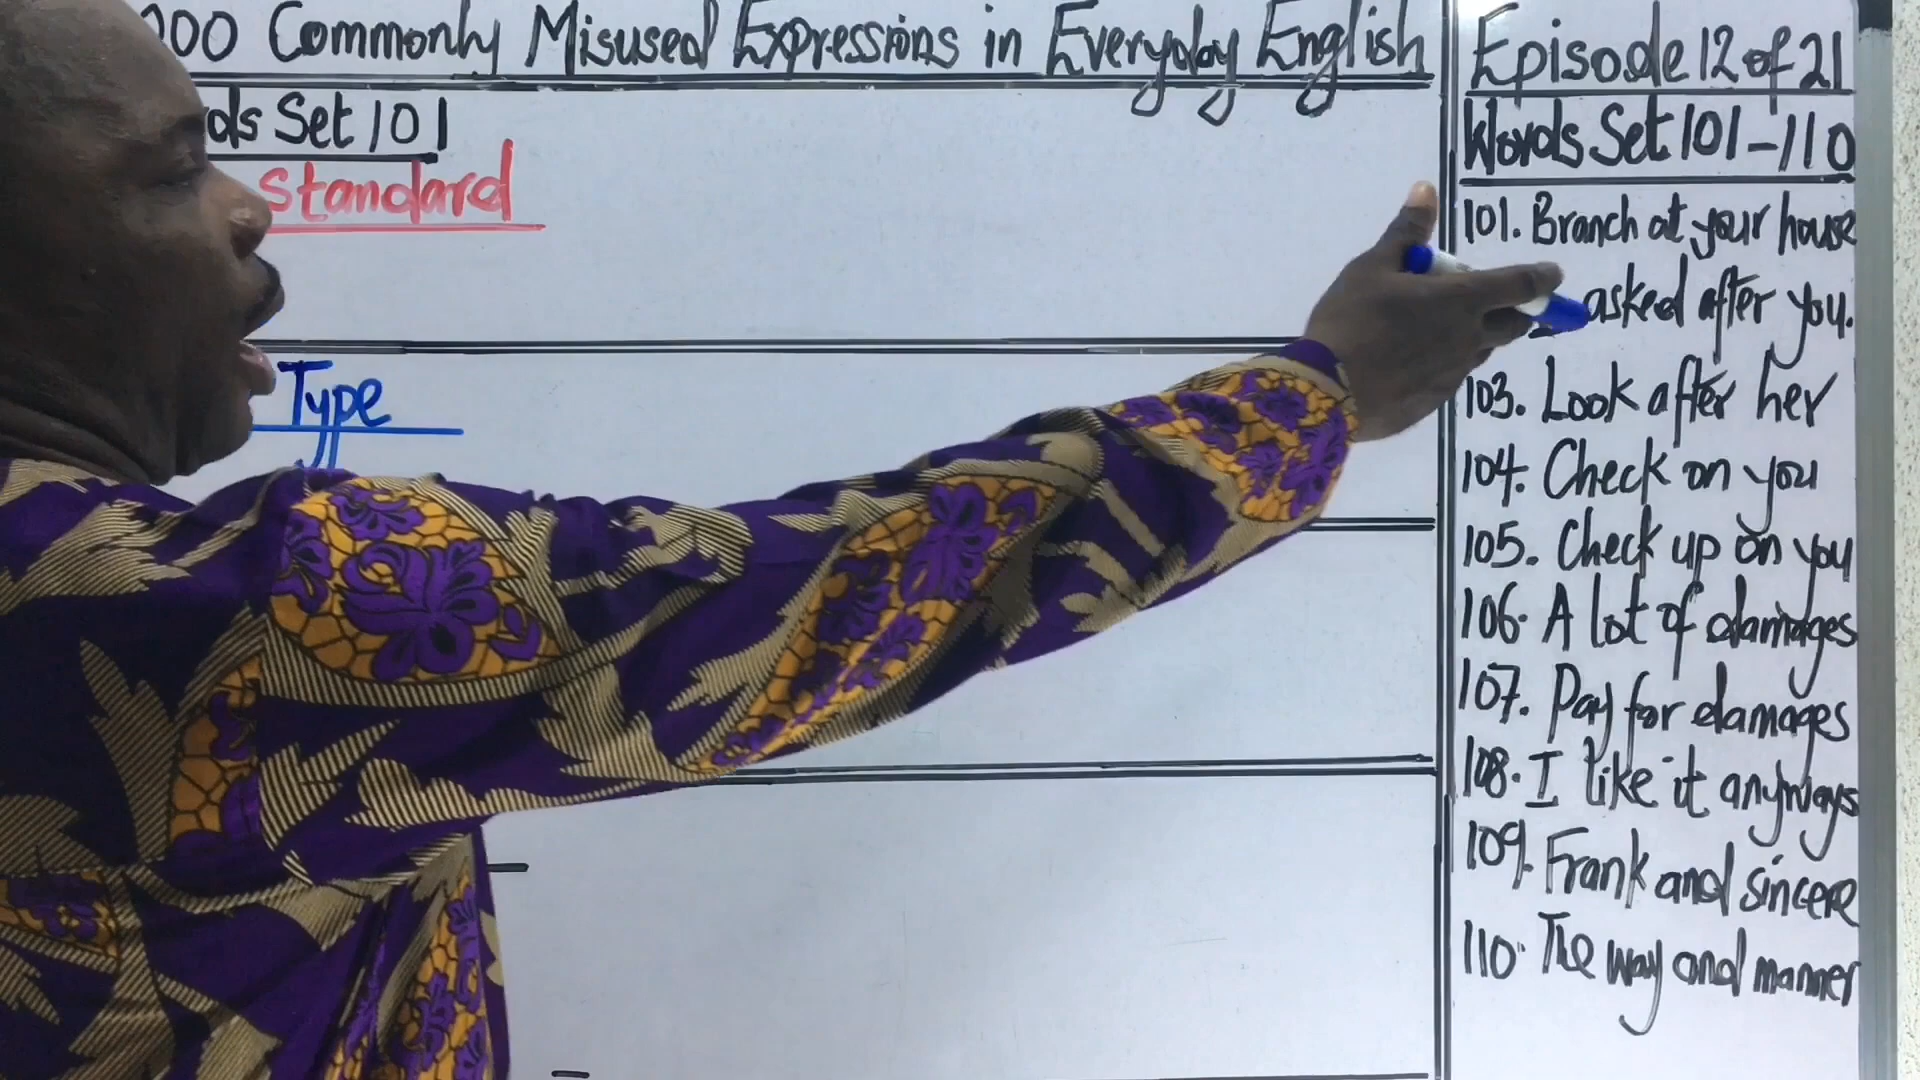 00 Commonly Misused Expressions in Everyday English
ds Set 101
Standard
Type
Episode 12 of 21
Words Set 101-110
101. Branch at your house
asked after you.
103. Look after her
104. Check on you
105. Check up on you
106. A lot of damages
107. Pay for damages
108. I like it anyways
109. Frank and sincere
110. The way and manner